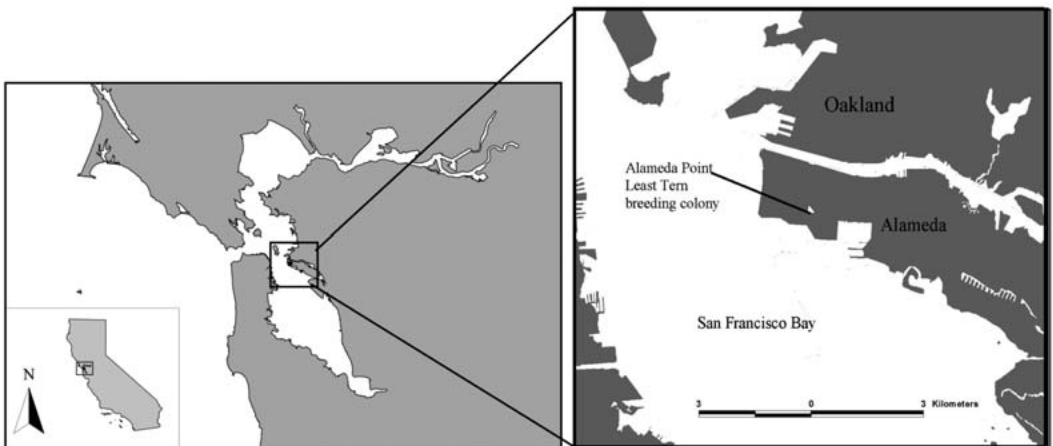 N
Oakland
Alameda Point
Least Tern
breeding colony
Alameda
San Francisco Bay
3 0 3 Kilometers